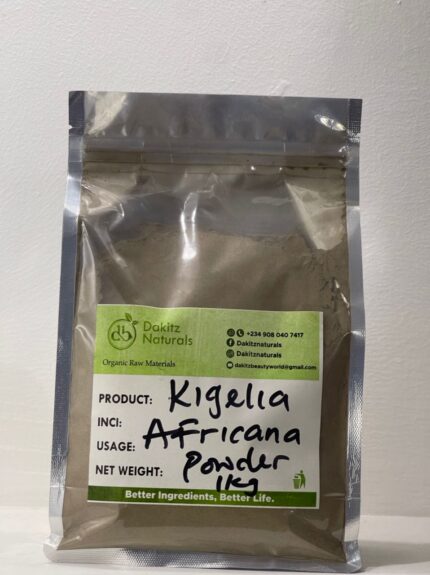 Dakitz
Naturals
Organic Raw Materials
+234 908 040 7417
Dakitznaturals
Dakitznaturals
dakitzbeautyworld@gmail.com
PRODUCT: Kigelia
INCI:
USAGE: Africana
NET WEIGHT: Powder
1kg
Better Ingredients, Better Life.